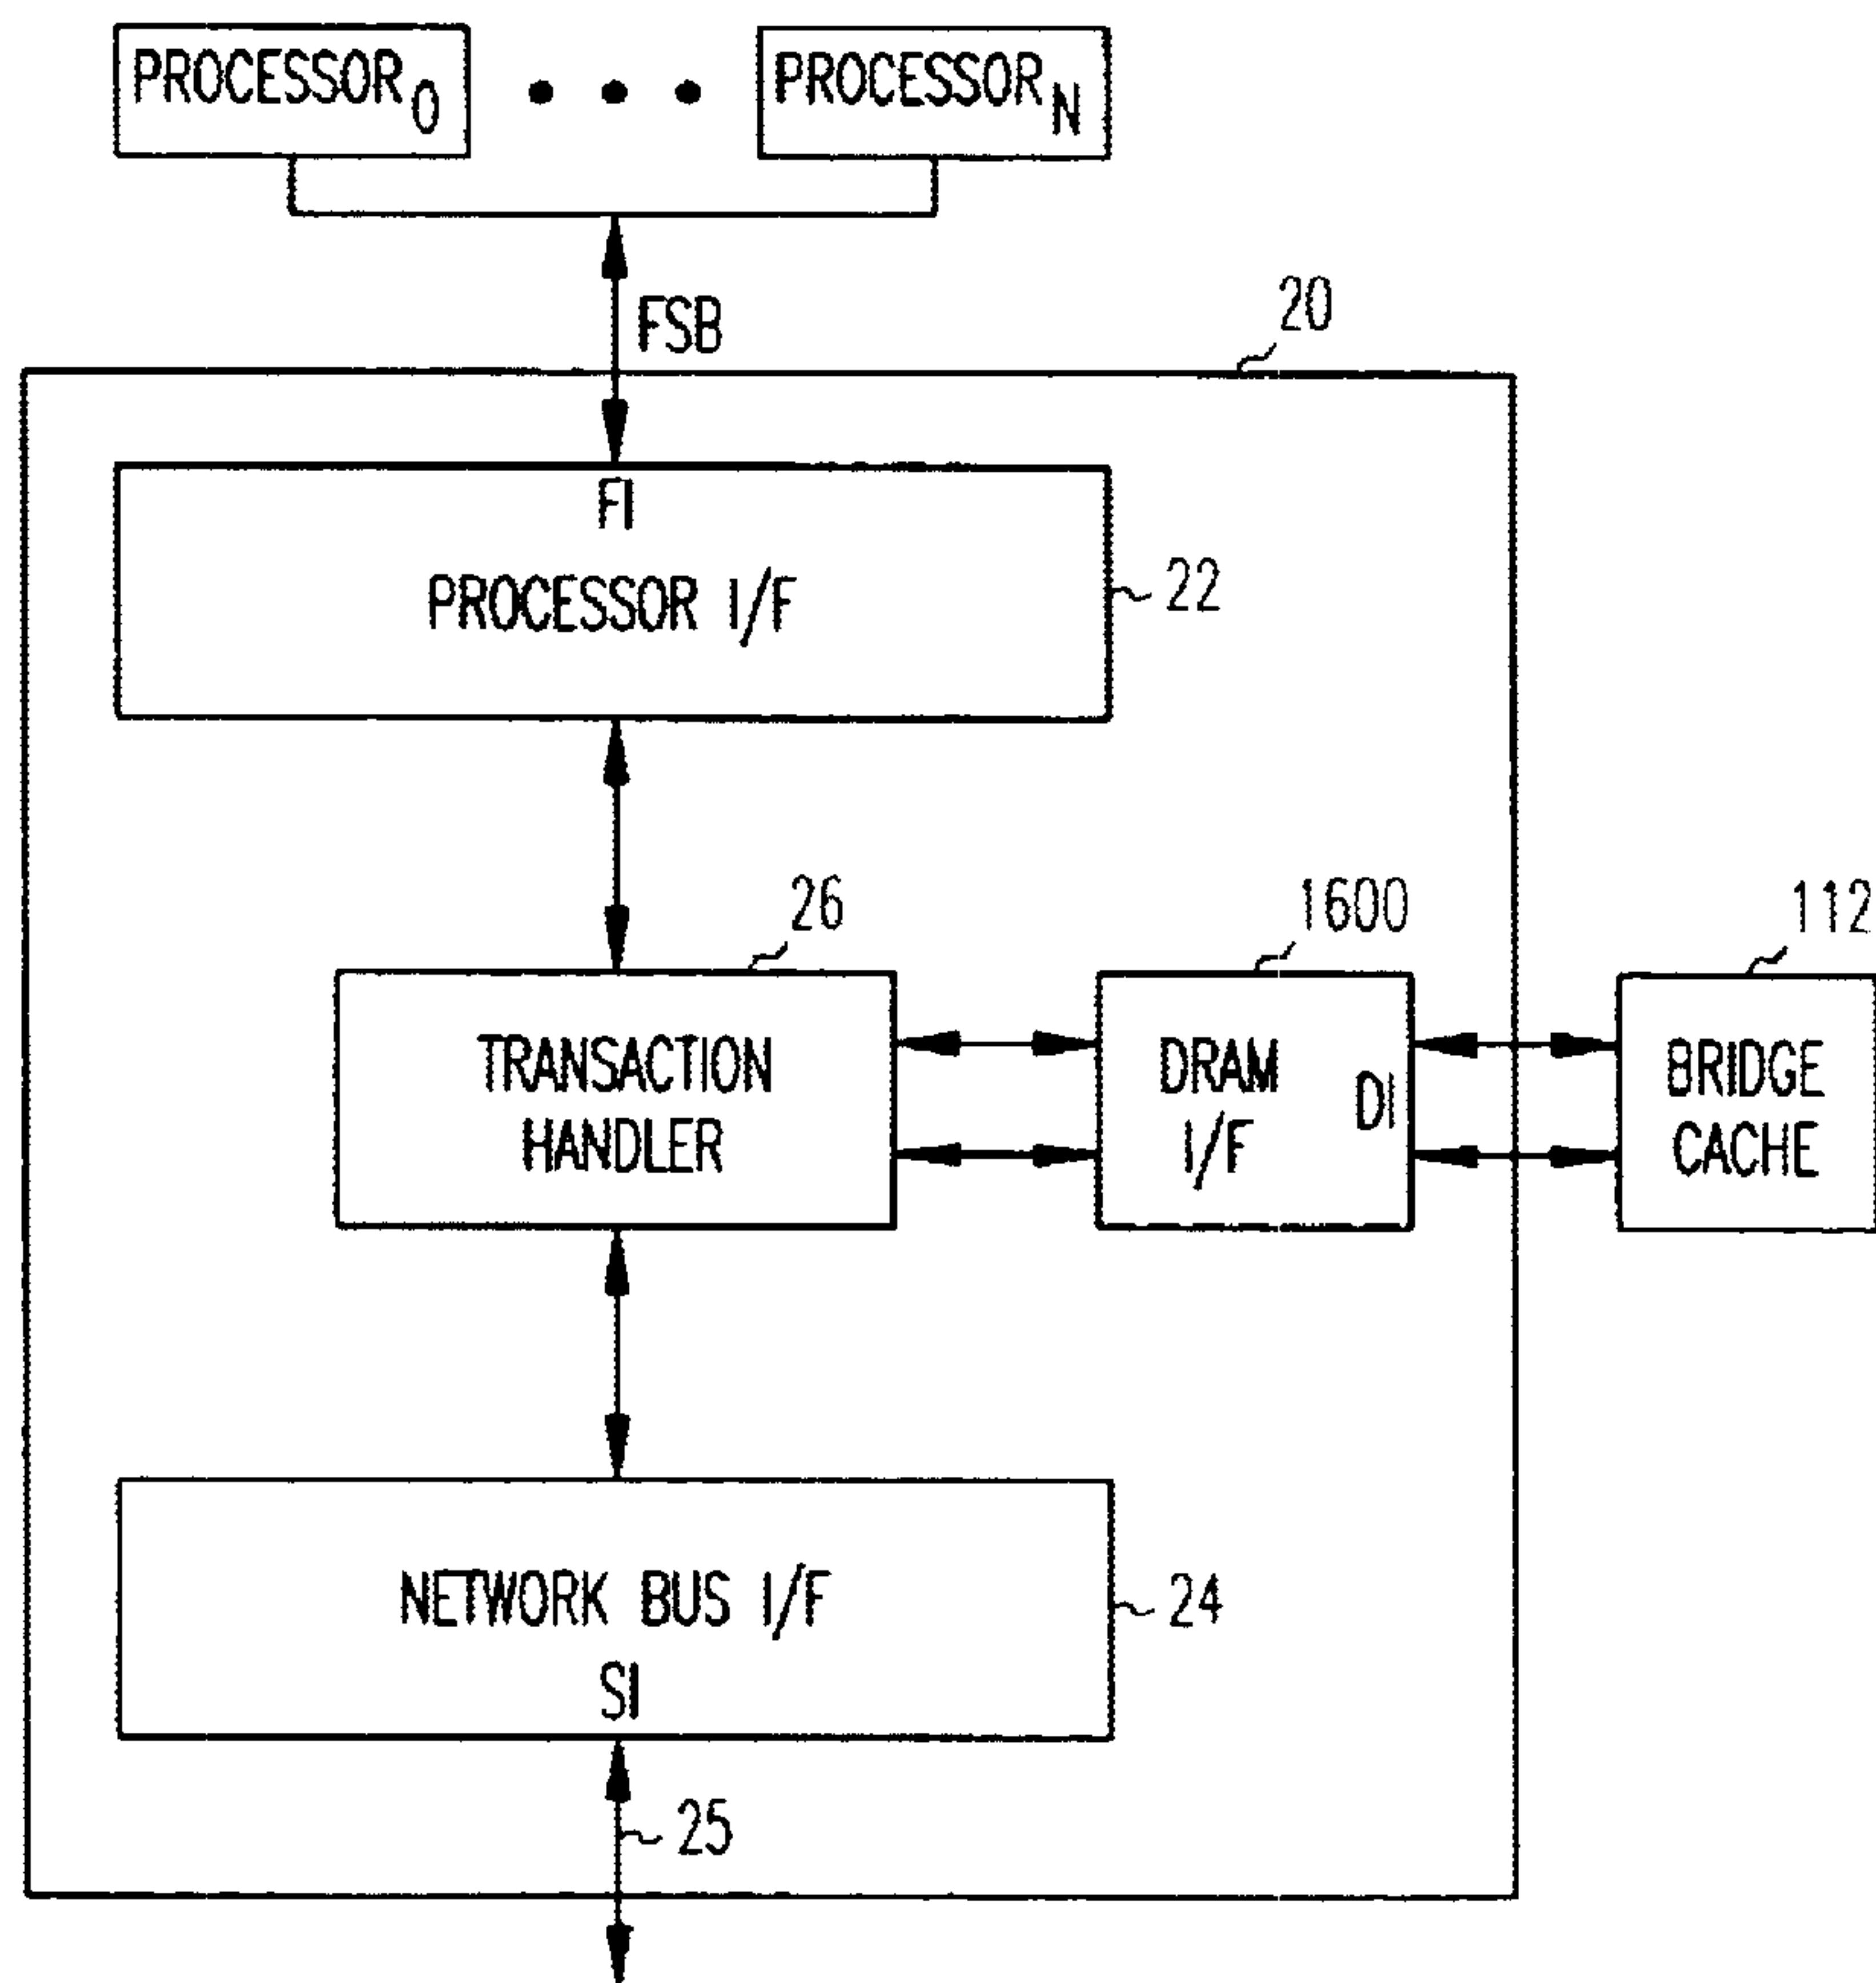 PROCESSOR0 PROCESSORN
FSB
20
FI
PROCESSOR I/F
22
26
1600
112
TRANSACTION
HANDLER
DRAM
I/F
DI
BRIDGE
CACHE
NETWORK BUS I/F
24
SI
25